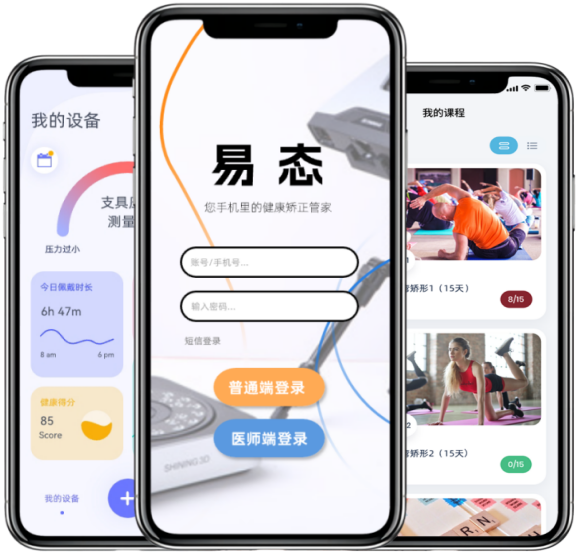 我的设备
支具
测量
压力过小
今日佩戴时长
6h 47m
8 am
6 pm
健康得分
85
Score
我的设备
+
易态
您手机里的健康矫正管家
账号/手机号...
输入密码...
短信登录
普通端登录
医师端登录
SHINING 3D
我的课程
矫形1（15天）
8/15
矫形2（15天）
0/15
R N